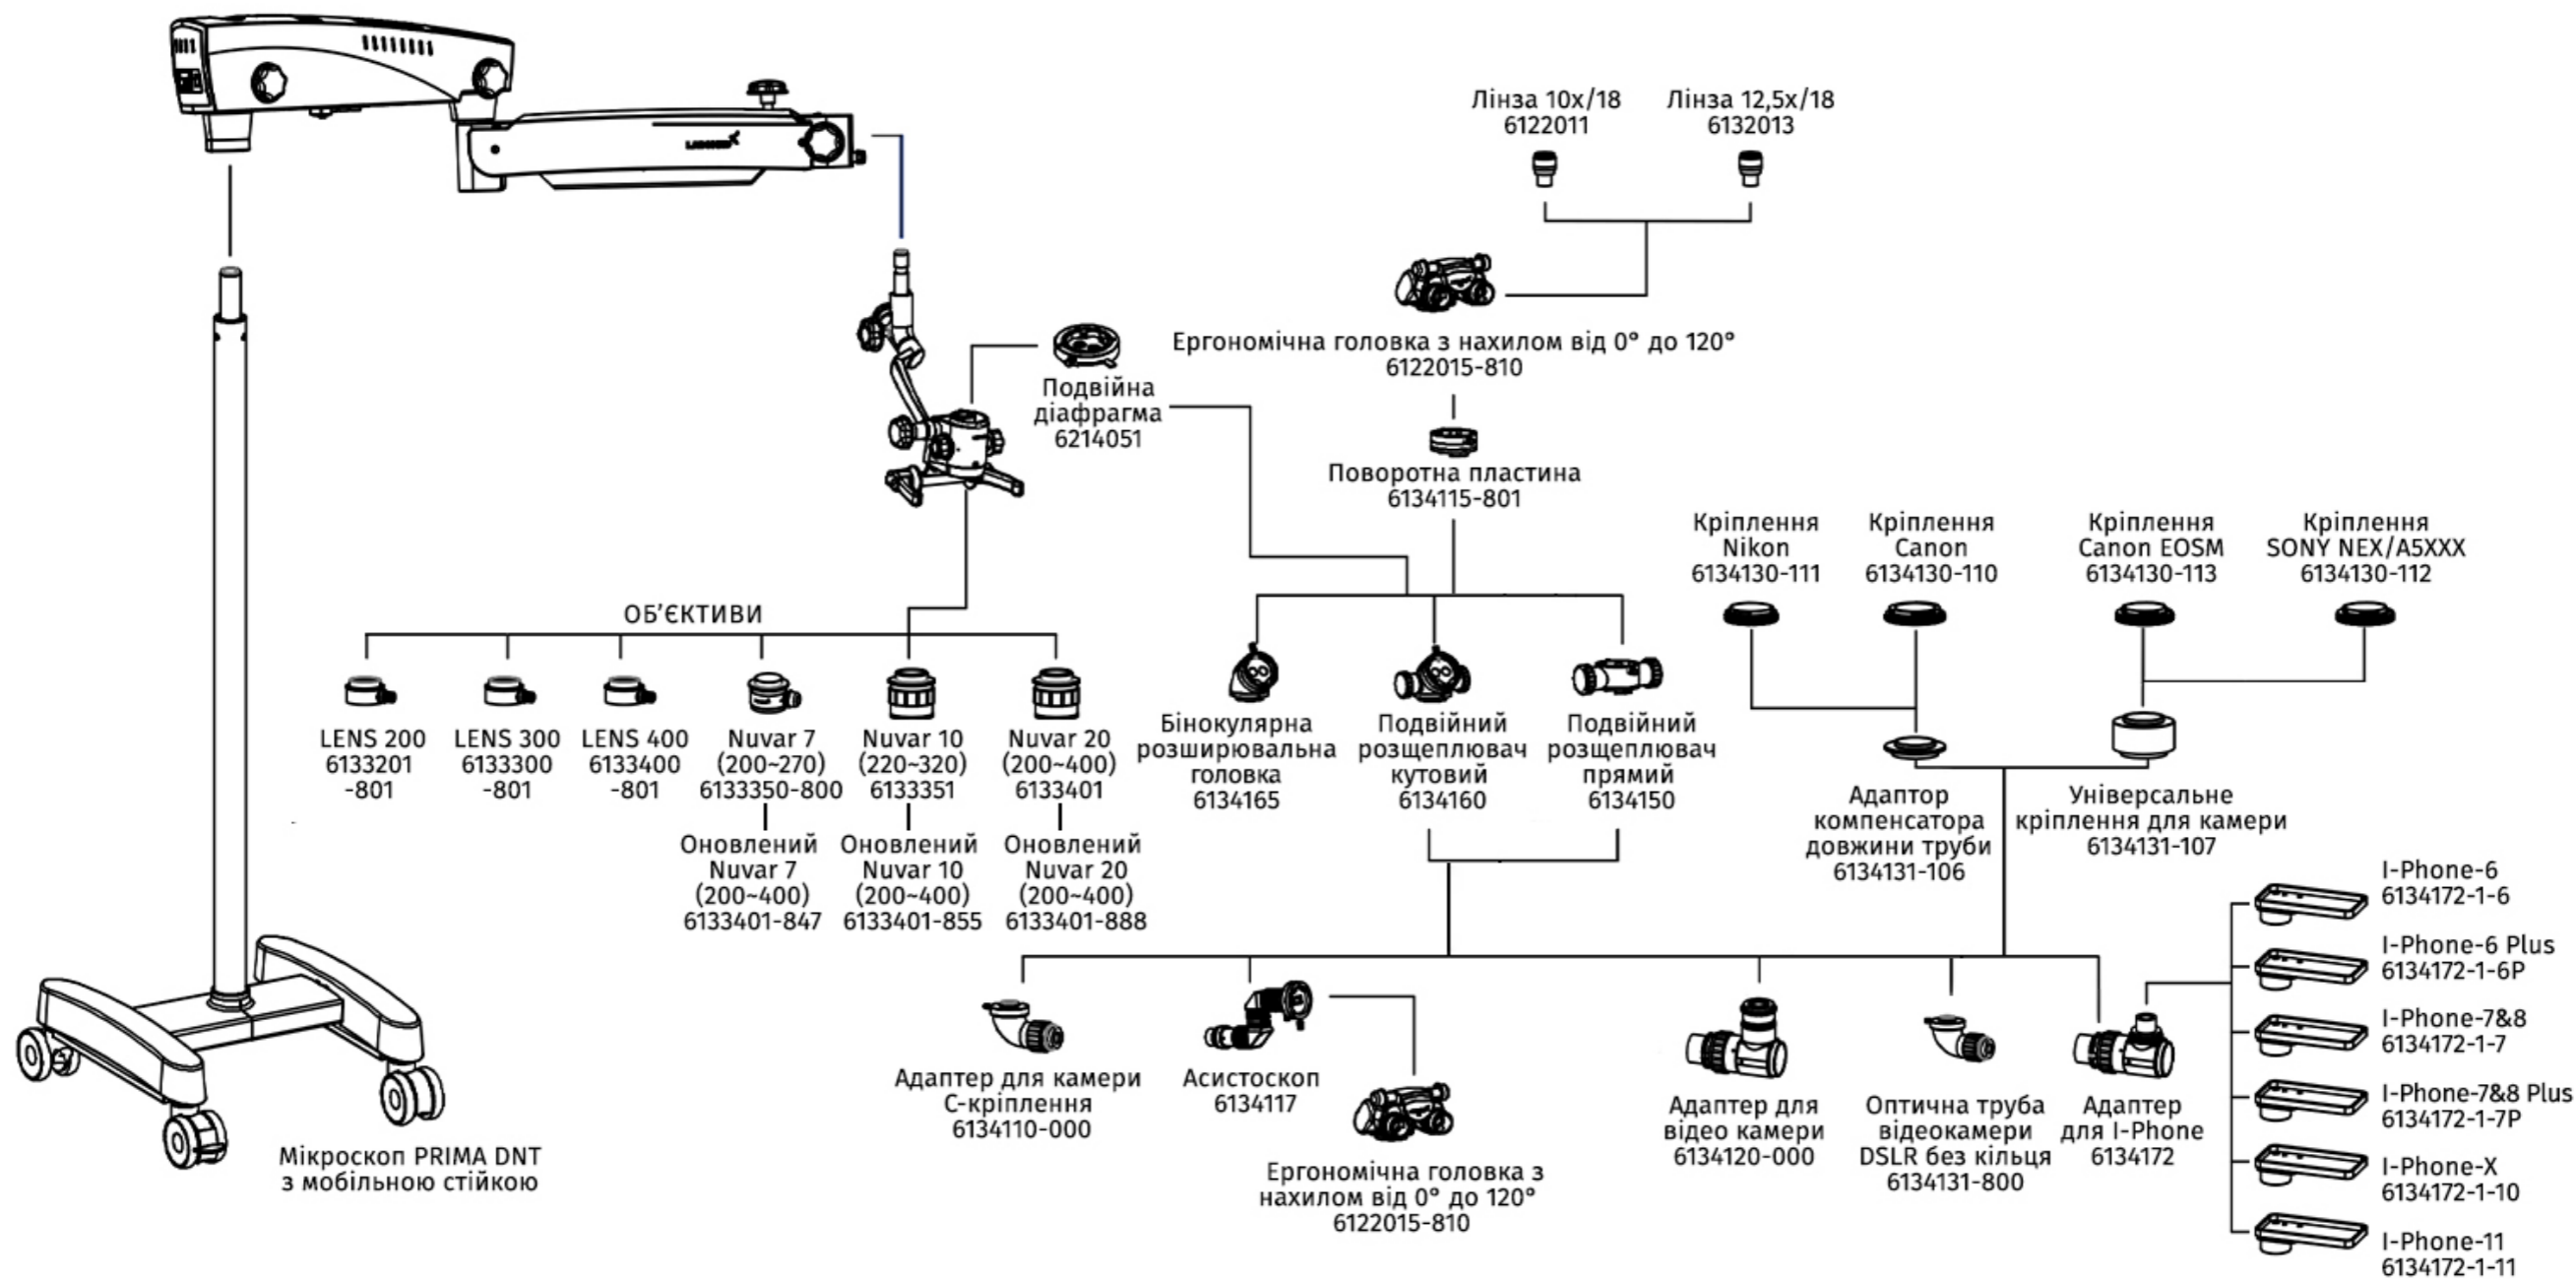 Лінза 10x/18
6122011
Лінза 12,5x/18
6132013
LABOMED
Ергономічна головка з нахилом від 0° до 120°
6122015-810
Подвійна
діафрагма
6214051
Поворотна пластина
6134115-801
Кріплення
Nikon
6134130-111
Кріплення
Canon
6134130-110
Кріплення
Canon EOSM
6134130-113
Кріплення
SONY NEX/A5XXX
6134130-112
ОБ'ЄКТИВИ
LENS 200
6133201
-801
LENS 300
6133300
-801
LENS 400
6133400
-801
Nuvar 7
(200~270)
6133350-800
Nuvar 10
(220~320)
6133351
Nuvar 20
(200~400)
6133401
Оновлений
Nuvar 7
(200~400)
6133401-847
Оновлений
Nuvar 10
(200~400)
6133401-855
Оновлений
Nuvar 20
(200~400)
6133401-888
Бінокулярна
розширювальна
головка
6134165
Подвійний
розщеплювач
кутовий
6134160
Подвійний
розщеплювач
прямий
6134150
Адаптор
компенсатора
довжини труби
6134131-106
Універсальне
кріплення для камери
6134131-107
I-Phone-6
6134172-1-6
I-Phone-6 Plus
6134172-1-6P
I-Phone-7&8
6134172-1-7
I-Phone-7&8 Plus
6134172-1-7P
I-Phone-X
6134172-1-10
I-Phone-11
6134172-1-11
Адаптер для камери
С-кріплення
6134110-000
Асистоскоп
6134117
Ергономічна головка з
нахилом від 0° до 120°
6122015-810
Адаптер для
відео камери
6134120-000
Оптична труба
відеокамери
DSLR без кільця
6134131-800
Адаптер
для I-Phone
6134172
Мікроскоп PRIMA DNT
з мобільною стійкою